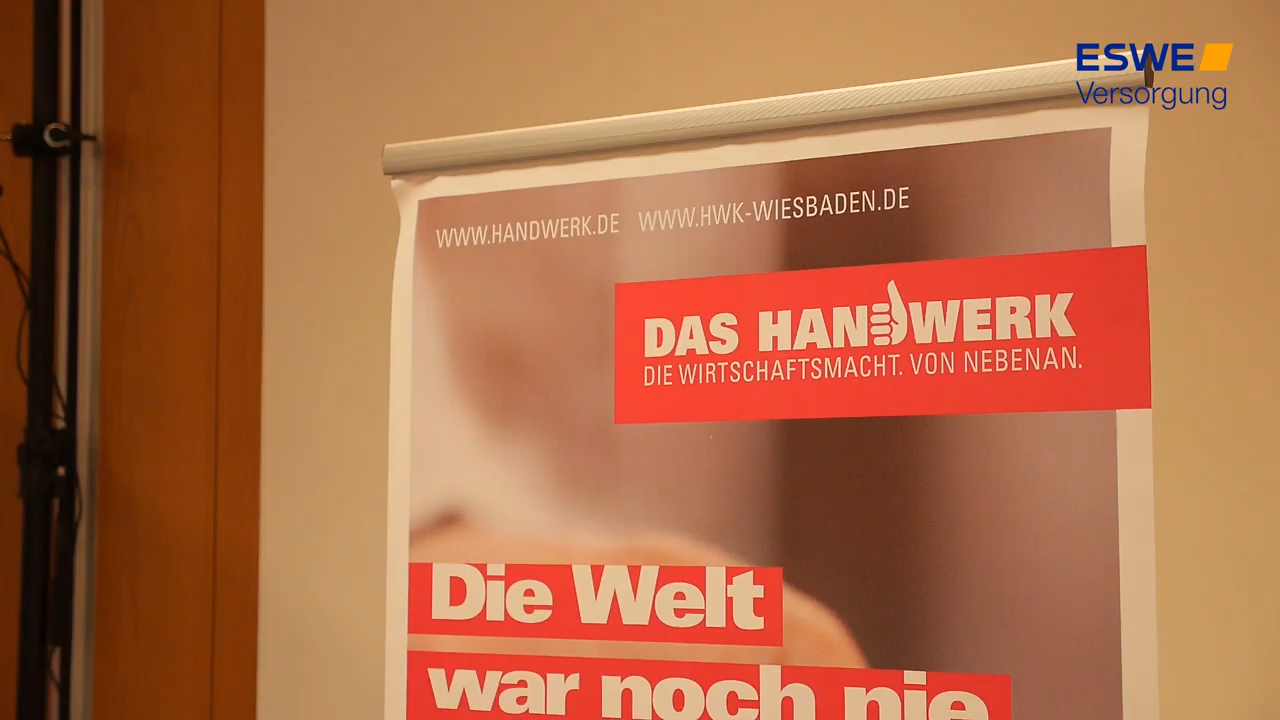 ESWE
Versorgung
WWW.HANDWERK.DE WWW.HWK-WIESBADEN.DE
DAS HANDWERK
DIE WIRTSCHAFTSMACHT. VON NEBENAN.
Die Welt
war noch nie